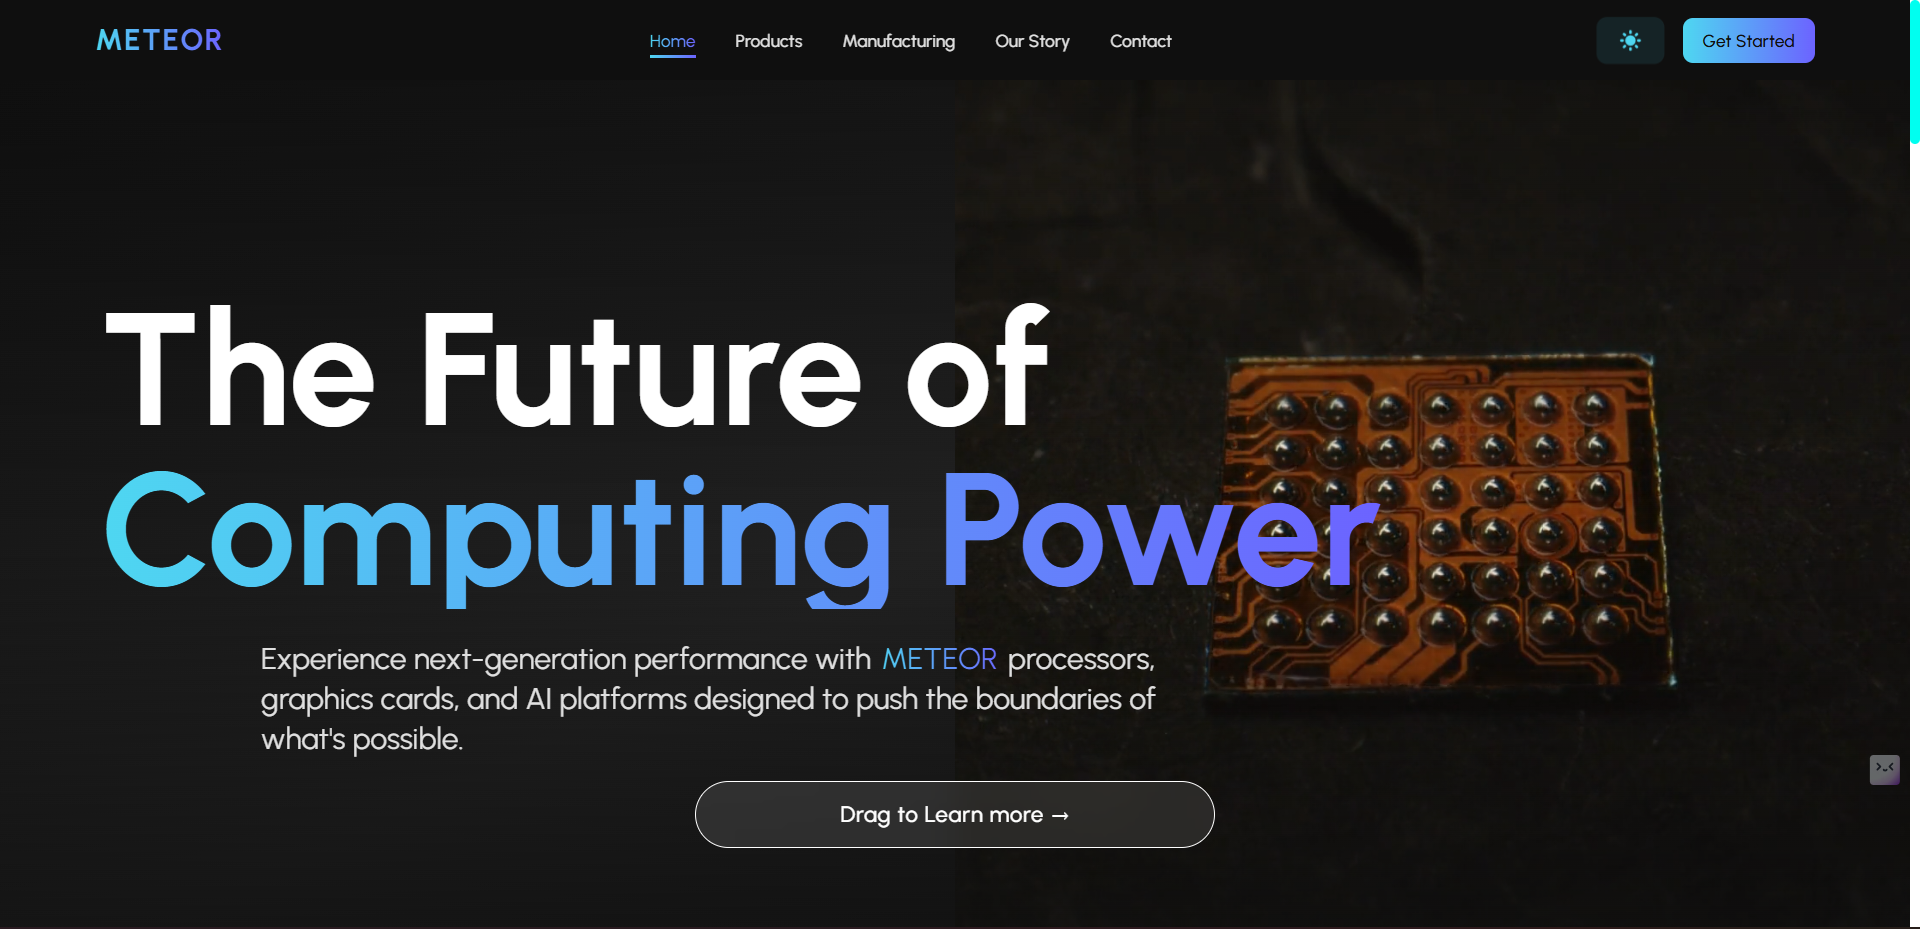 METEOR
Home
Products
Manufacturing
Our Story
Contact
Get Started
The Future of
Computing Power
Experience next-generation performance with METEOR processors,
graphics cards, and AI platforms designed to push the boundaries of
what's possible.
Drag to Learn more →